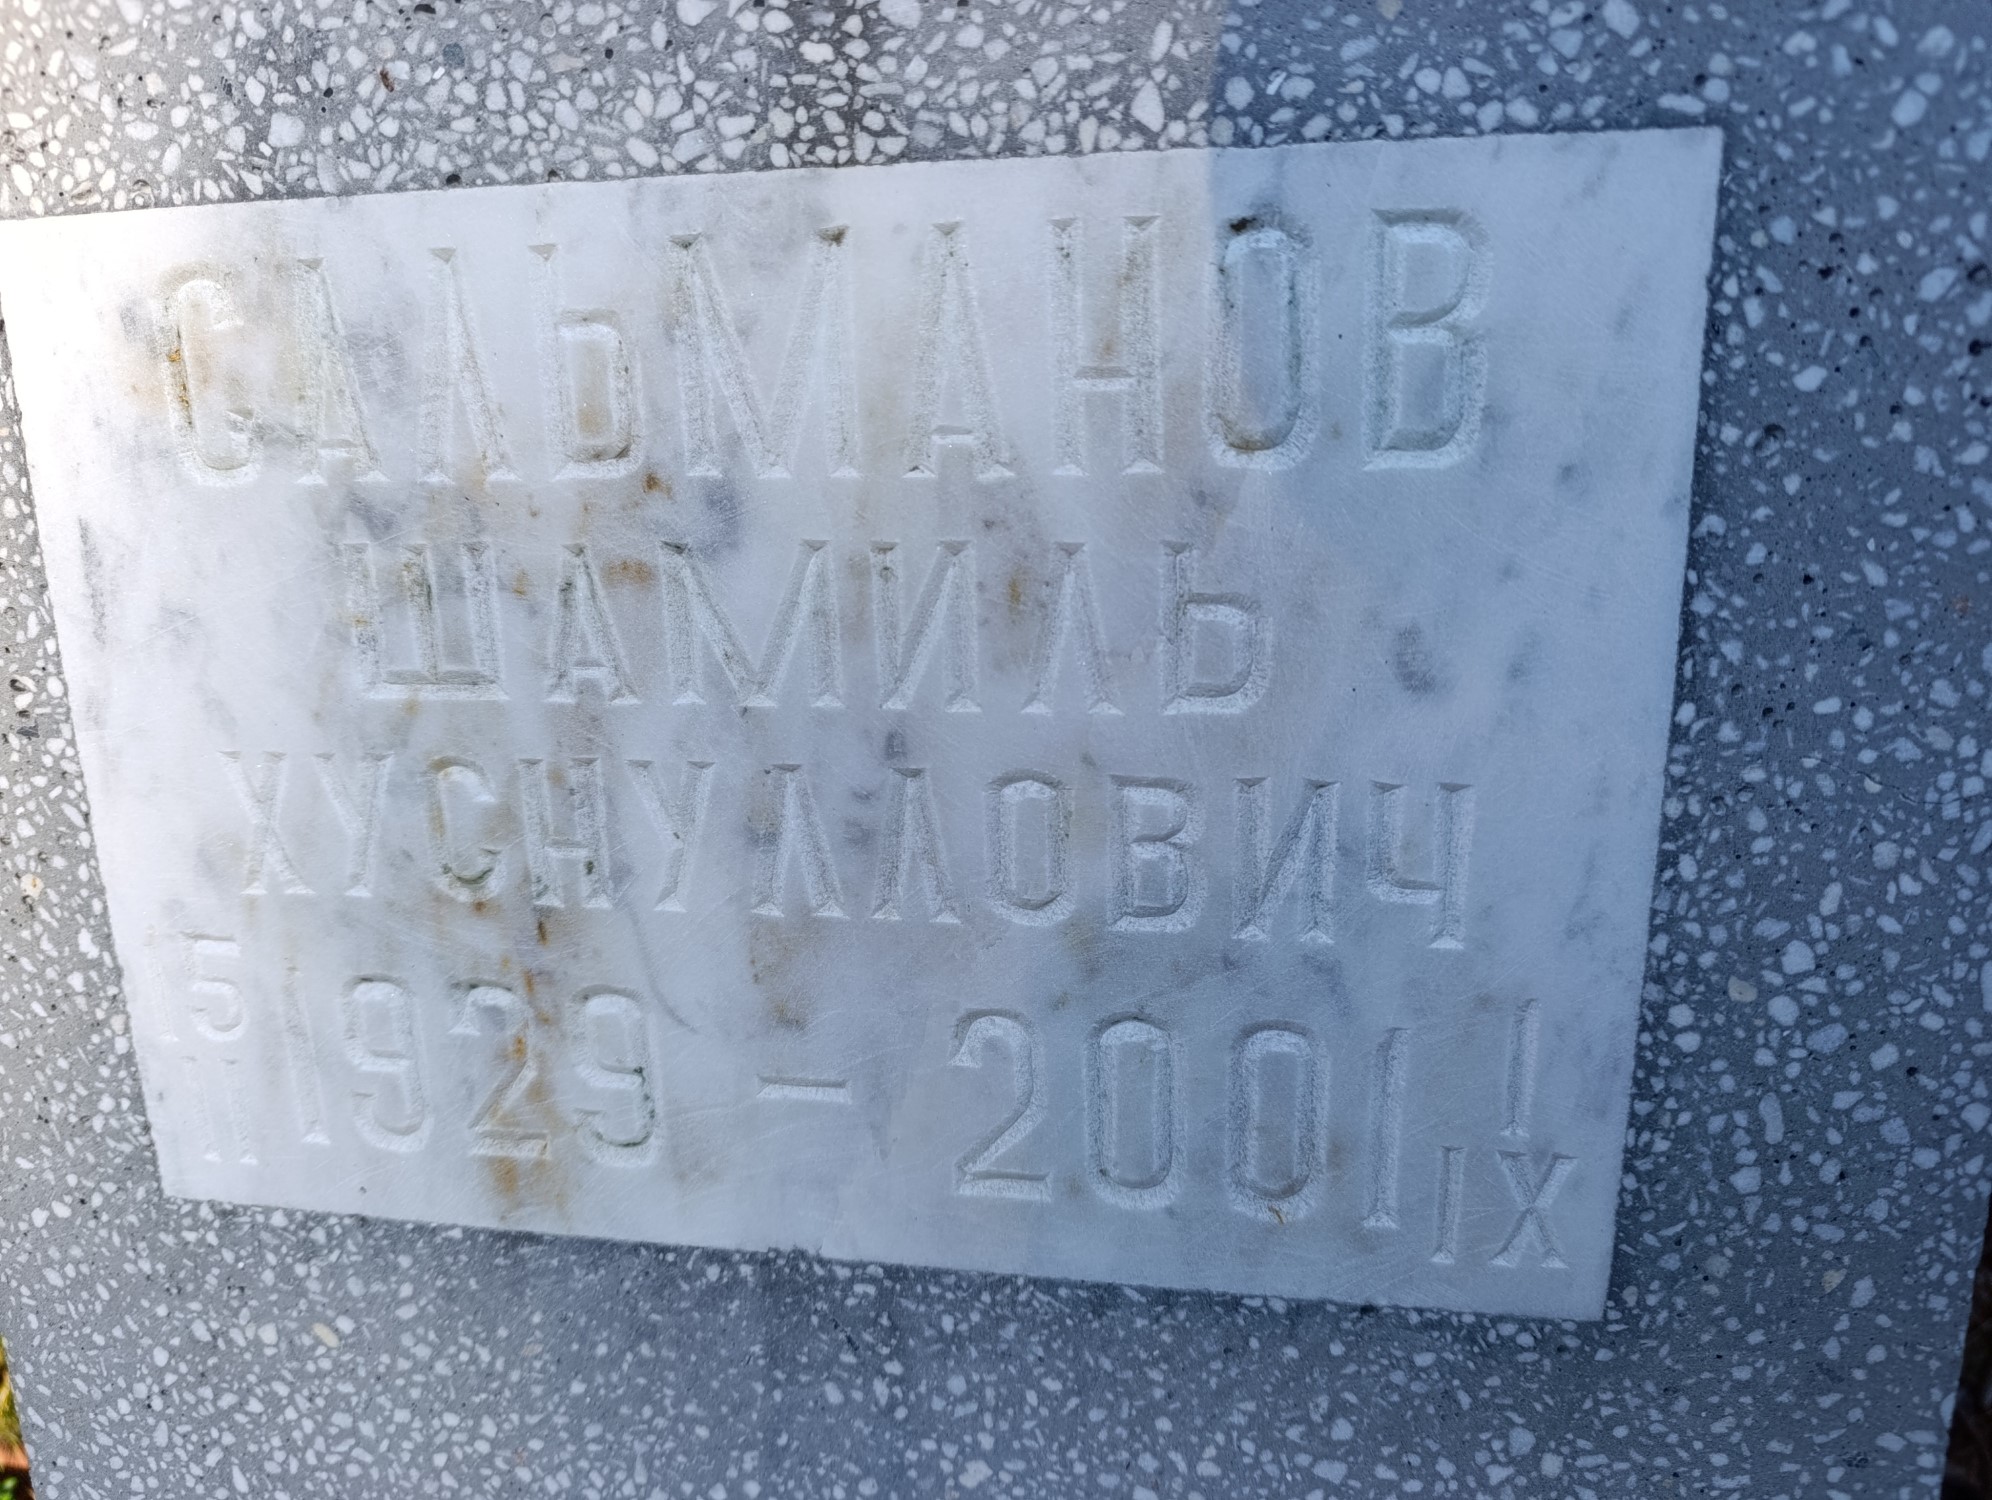 САЛЬМАНОВ
ШАМИЛЬ
ХУСНУЛЛОВИЧ
15 II 1929 – 2001 1 IX